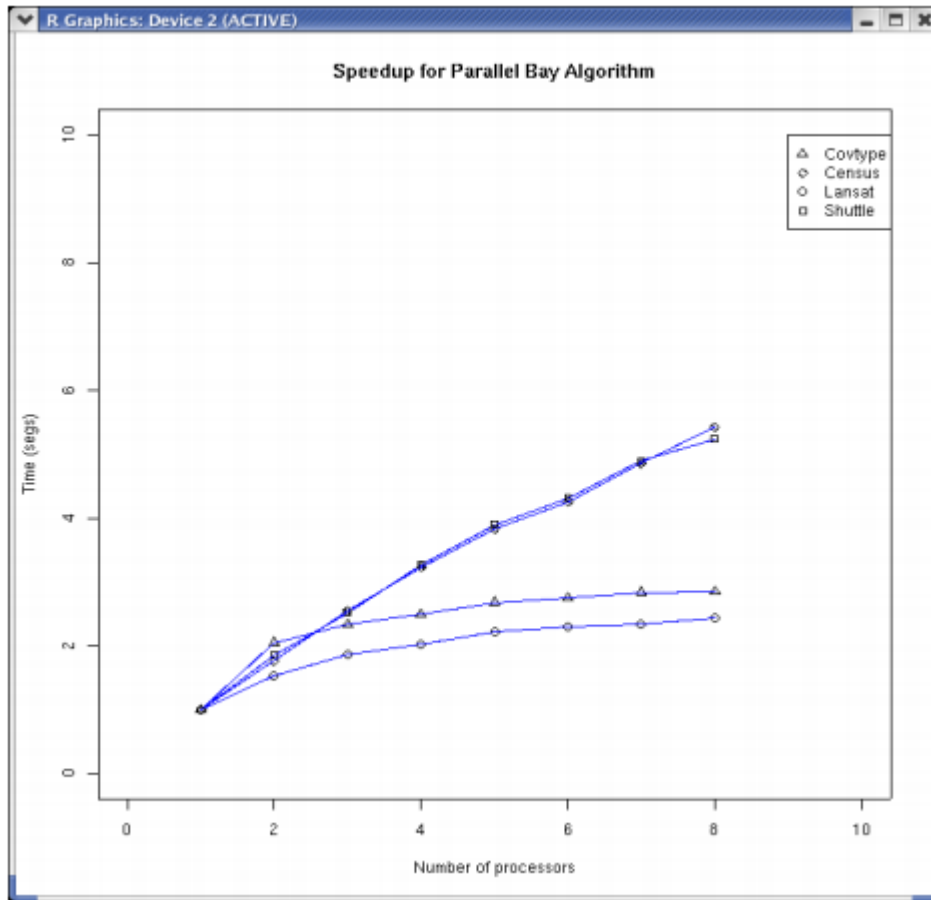 R Graphics: Device 2 (ACTIVE)
Speedup for Parallel Bay Algorithm
Covtype
Census
Lansat
Shuttle
Time (segs)
10
8
6
4
2
0
0 2 4 6 8 10
Number of processors